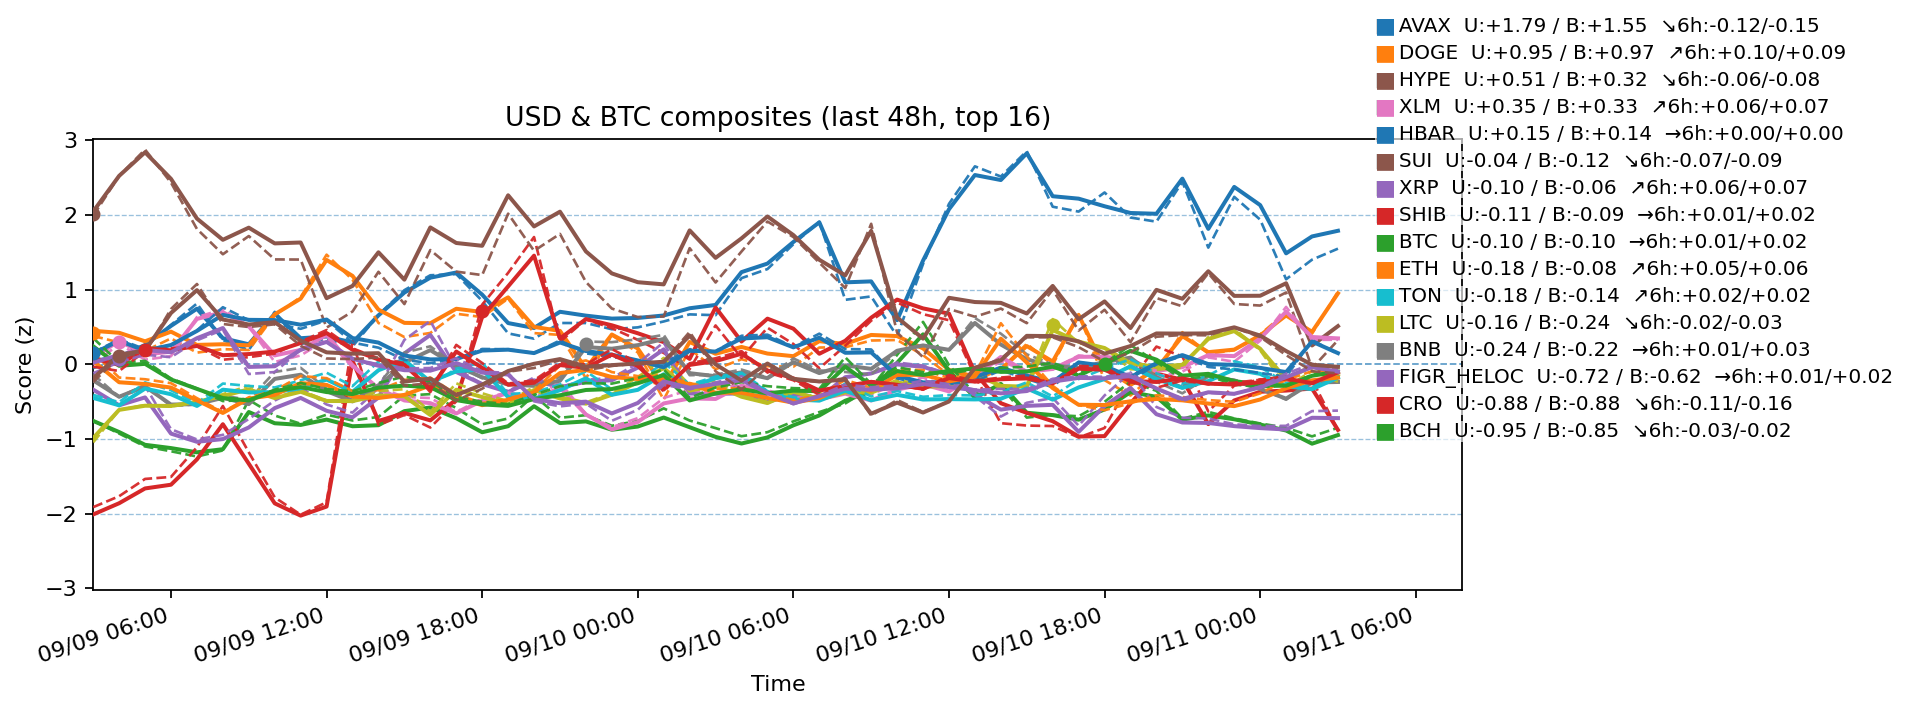 AVAX  U:+1.79 / B:+1.55  ↘6h:-0.12/-0.15
DOGE  U:+0.95 / B:+0.97  ↗6h:+0.10/+0.09
HYPE  U:+0.51 / B:+0.32  ↘6h:-0.06/-0.08
XLM  U:+0.35 / B:+0.33  ↗6h:+0.06/+0.07
HBAR  U:+0.15 / B:+0.14  →6h:+0.00/+0.00
SUI  U:-0.04 / B:-0.12  ↘6h:-0.07/-0.09
XRP  U:-0.10 / B:-0.06  ↗6h:+0.06/+0.07
SHIB  U:-0.11 / B:-0.09  →6h:+0.01/+0.02
BTC  U:-0.10 / B:-0.10  →6h:+0.01/+0.02
ETH  U:-0.18 / B:-0.08  ↗6h:+0.05/+0.06
TON  U:-0.18 / B:-0.14  ↗6h:+0.02/+0.02
LTC  U:-0.16 / B:-0.24  ↘6h:-0.02/-0.03
BNB  U:-0.24 / B:-0.22  →6h:+0.01/+0.03
FIGR_HELOC  U:-0.72 / B:-0.62  →6h:+0.01/+0.02
CRO  U:-0.88 / B:-0.88  ↘6h:-0.11/-0.16
BCH  U:-0.95 / B:-0.85  ↘6h:-0.03/-0.02
USD & BTC composites (last 48h, top 16)
Score (z)
3
2
1
0
−1
−2
−3
09/09 06:00
09/09 12:00
09/09 18:00
09/10 00:00
09/10 06:00
09/10 12:00
09/10 18:00
09/11 00:00
09/11 06:00
Time